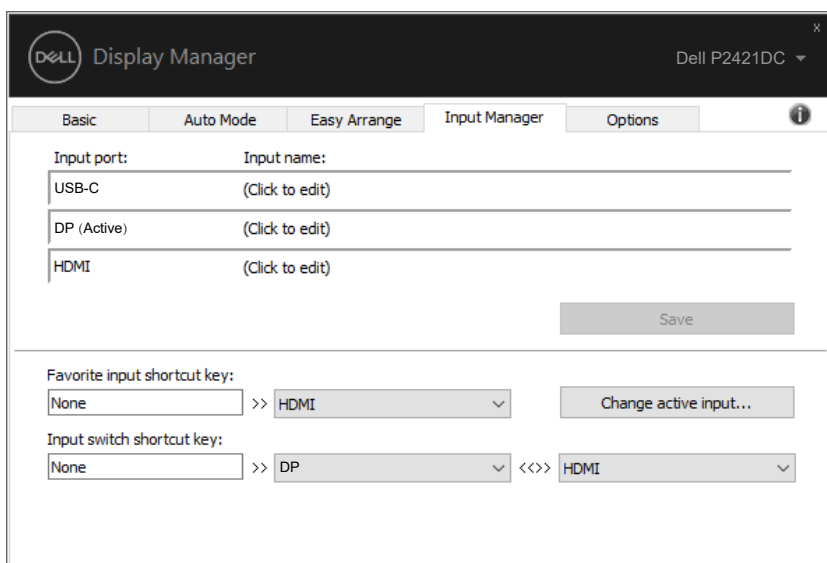 x
DELL Display Manager Dell P2421DC
Basic Auto Mode Easy Arrange Input Manager Options i
Input port: Input name:
USB-C (Click to edit)
DP (Active) (Click to edit)
HDMI (Click to edit)
Save
Favorite input shortcut key:
None >> HDMI Change active input...
Input switch shortcut key:
None >> DP <<>> HDMI